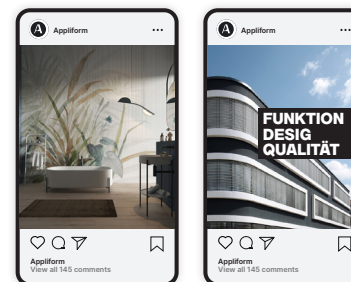 Appliform
Appliform
View all 145 comments
Appliform
FUNKTION
DESIG
QUALITÄT
Appliform
View all 145 comments